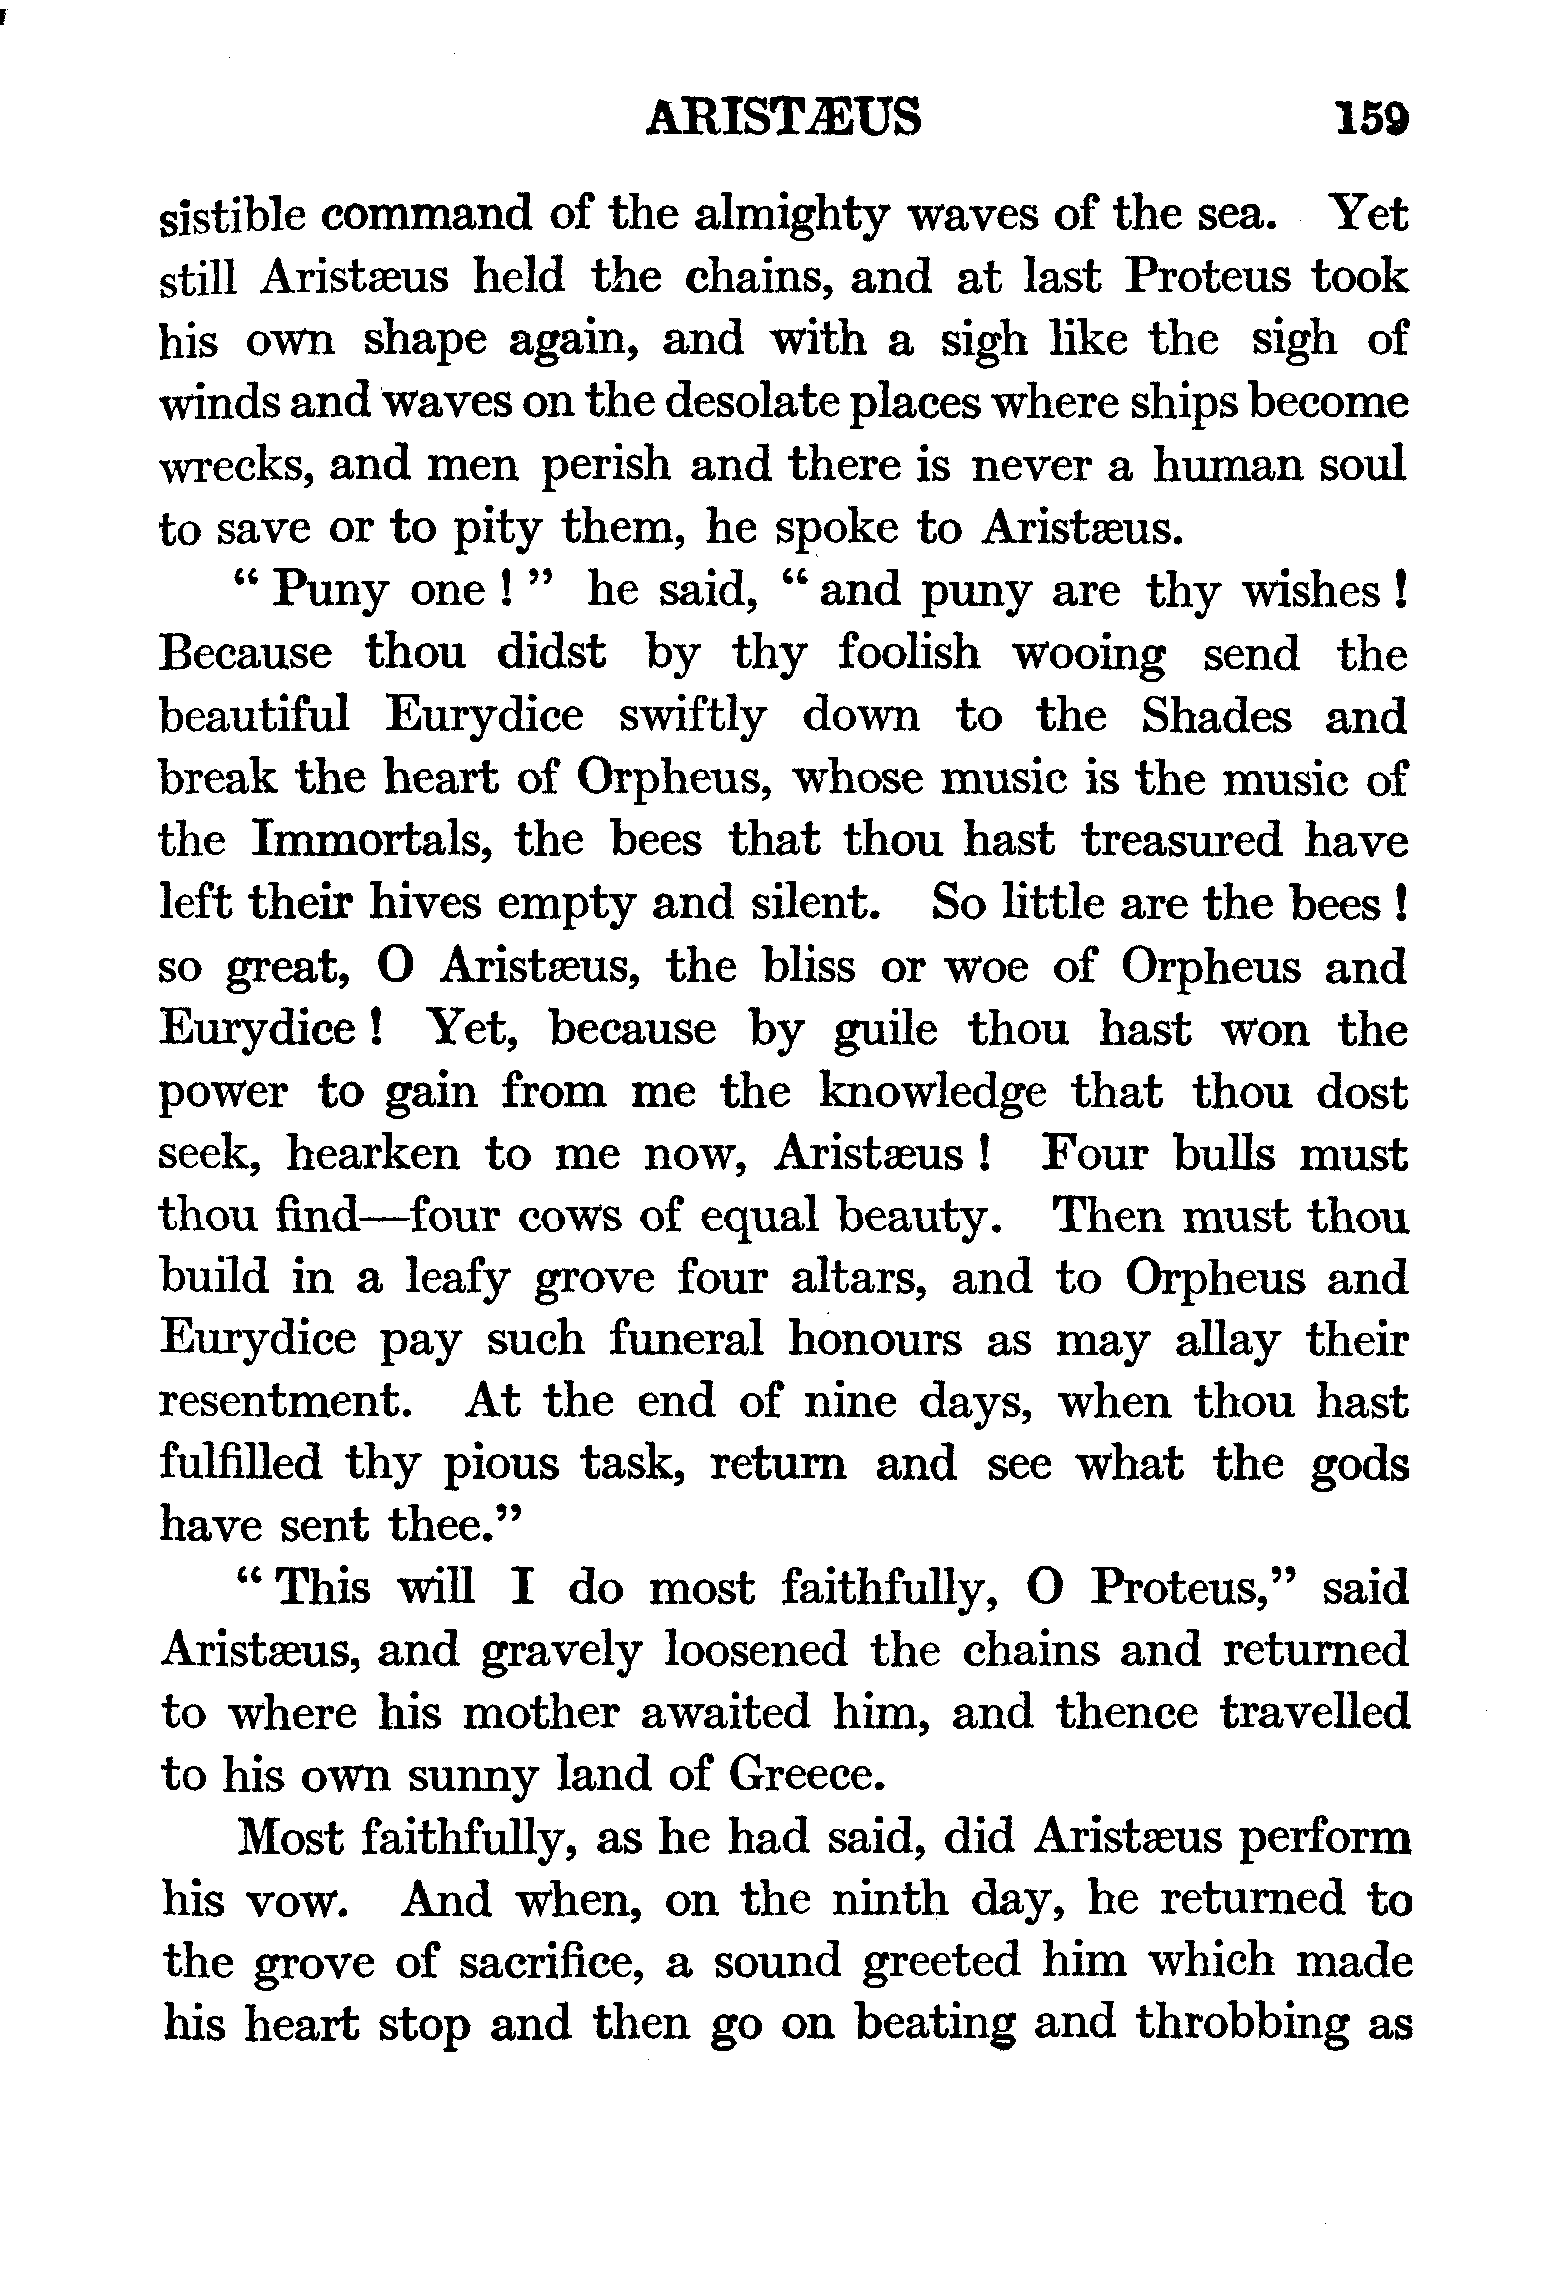 ARISTÆUS 159
sistible command of the almighty waves of the sea. Yet
still Aristæus held the chains, and at last Proteus took
his own shape again, and with a sigh like the sigh of
winds and waves on the desolate places where ships become
wrecks, and men perish and there is never a human soul
to save or to pity them, he spoke to Aristæus.
“ Puny one ! ” he said, “ and puny are thy wishes !
Because thou didst by thy foolish wooing send the
beautiful Eurydice swiftly down to the Shades and
break the heart of Orpheus, whose music is the music of
the Immortals, the bees that thou hast treasured have
left their hives empty and silent. So little are the bees !
so great, O Aristæus, the bliss or woe of Orpheus and
Eurydice ! Yet, because by guile thou hast won the
power to gain from me the knowledge that thou dost
seek, hearken to me now, Aristæus ! Four bulls must
thou find—four cows of equal beauty. Then must thou
build in a leafy grove four altars, and to Orpheus and
Eurydice pay such funeral honours as may allay their
resentment. At the end of nine days, when thou hast
fulfilled thy pious task, return and see what the gods
have sent thee.”
“ This will I do most faithfully, O Proteus,” said
Aristæus, and gravely loosened the chains and returned
to where his mother awaited him, and thence travelled
to his own sunny land of Greece.
Most faithfully, as he had said, did Aristæus perform
his vow. And when, on the ninth day, he returned to
the grove of sacrifice, a sound greeted him which made
his heart stop and then go on beating and throbbing as